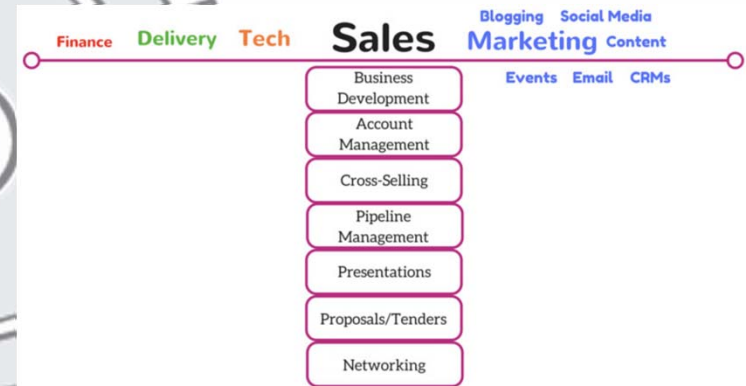 Blogging Social Media
Finance Delivery Tech Sales Marketing Content
Events Email CRMs
Business
Development
Account
Management
Cross-Selling
Pipeline
Management
Presentations
Proposals/Tenders
Networking